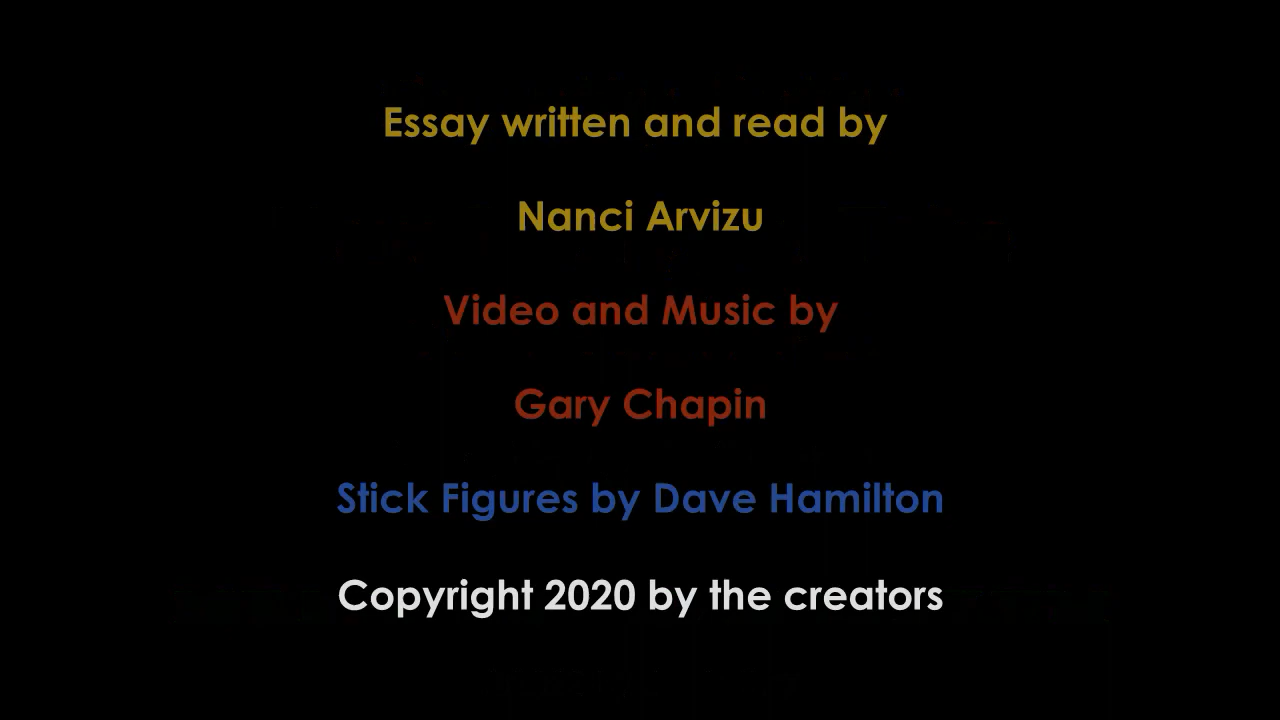 Essay written and read by
Nanci Arvizu
Video and Music by
Gary Chapin
Stick Figures by Dave Hamilton
Copyright 2020 by the creators